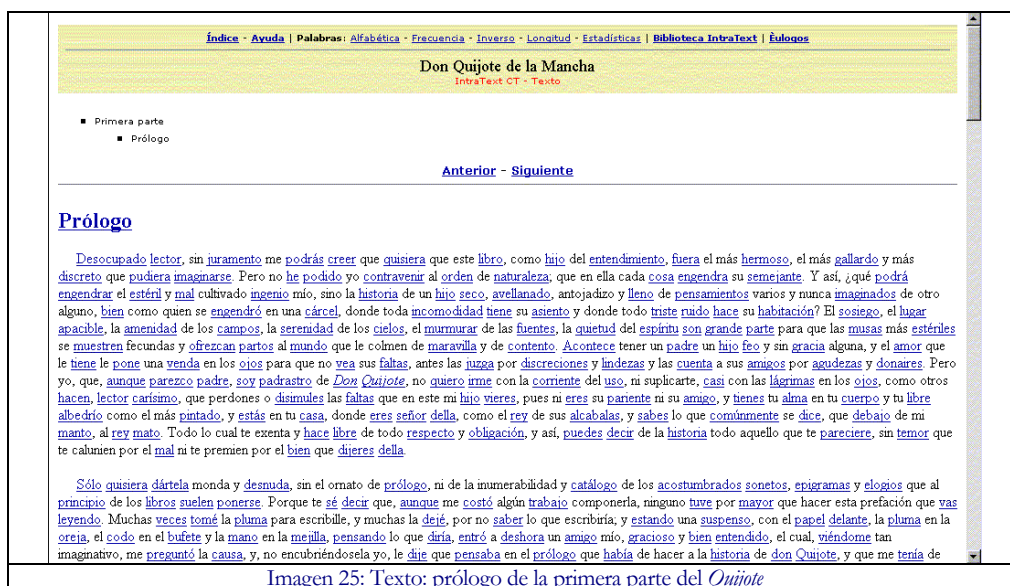 Índice - Ayuda | Palabras: Alfabética - Frecuencia - Inverso - Longitud - Estadísticas | Biblioteca IntraText | Èulogos
Don Quijote de la Mancha
IntraText CT - Texto
Primera parte
Prólogo
Anterior - Siguiente
Prólogo
Desocupado lector, sin juramento me podrás creer que quisiera que este libro, como hijo del entendimiento, fuera el más hermoso, el más gallardo y más
discreto que pudiera imaginarse. Pero no he podido yo contravenir al orden de naturaleza; que en ella cada cosa engendra su semejante. Y así, ¿qué podrá
engendrar el estéril y mal cultivado ingenio mío, sino la historia de un hijo seco, avellanado, antojadizo y lleno de pensamientos varios y nunca imaginados de otro
alguno, bien como quien se engendró en una cárcel, donde toda incomodidad tiene su asiento y donde todo triste ruido hace su habitación? El sosiego, el lugar
apacible, la amenidad de los campos, la serenidad de los cielos, el murmurar de las fuentes, la quietud del espíritu son grande parte para que las musas más estériles
se muestren fecundas y ofrezcan partos al mundo que le colmen de maravilla y de contento. Acontece tener un padre un hijo feo y sin gracia alguna, y el amor que
le tiene le pone una venda en los ojos para que no vea sus faltas, antes las juzga por discreciones y lindezas y las cuenta a sus amigos por agudezas y donaires. Pero
yo, que, aunque parezco padre, soy padrastro de Don Quijote, no quiero irme con la corriente del uso, ni suplicarte, casi con las lágrimas en los ojos, como otros
hacen, lector carísimo, que perdones o disimules las faltas que en este mi hijo vieres, pues ni eres su pariente ni su amigo, y tienes tu alma en tu cuerpo y tu libre
albedrío como el más pintado, y estás en tu casa, donde eres señor della, como el rey de sus alcabalas, y sabes lo que comúnmente se dice, que debajo de mi
manto, al rey mato. Todo lo cual te exenta y hace libre de todo respecto y obligación, y así, puedes decir de la historia todo aquello que te pareciere, sin temor que
te calunien por el mal ni te premien por el bien que dijeres della.
Sólo quisiera dártela monda y desnuda, sin el ornato de prólogo, ni de la inumerabilidad y catálogo de los acostumbrados sonetos, epigramas y elogios que al
principio de los libros suelen ponerse. Porque te sé decir que, aunque me costó algún trabajo componerla, ninguno tuve por mayor que hacer esta prefación que vas
leyendo. Muchas veces tomé la pluma para escribille, y muchas la dejé, por no saber lo que escribiría; y estando una suspenso, con el papel delante, la pluma en la
oreja, el codo en el bufete y la mano en la mejilla, pensando lo que diría, entró a deshora un amigo mío, gracioso y bien entendido, el cual, viéndome tan
imaginativo, me preguntó la causa, y, no encubriéndosela yo, le dije que pensaba en el prólogo que había de hacer a la historia de don Quijote, y que me tenía de
Imagen 25: Texto: prólogo de la primera parte del Quijote